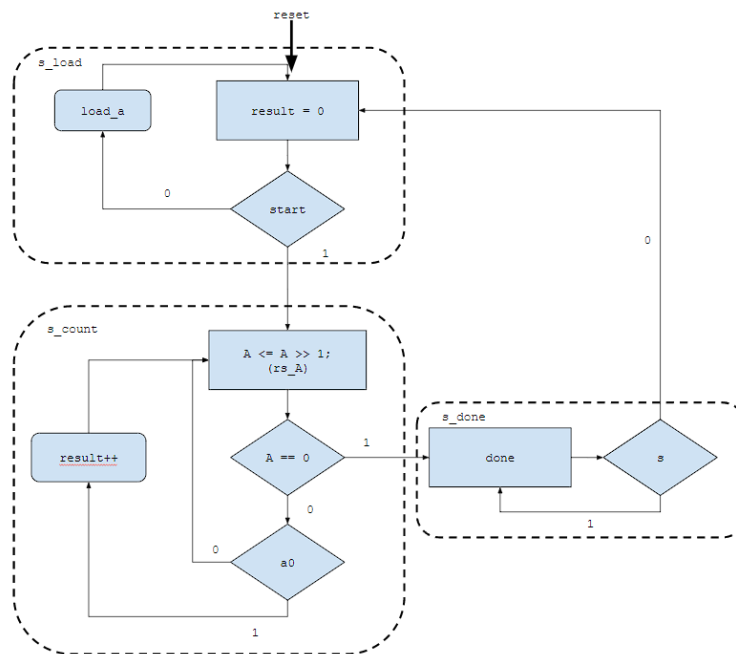 reset
s_load
load_a
result = 0
0
start
1
0
s_count
A <= A >> 1;
(rs_A)
s_done
result++
A == 0
1
done
s
0
1
0
a0
1